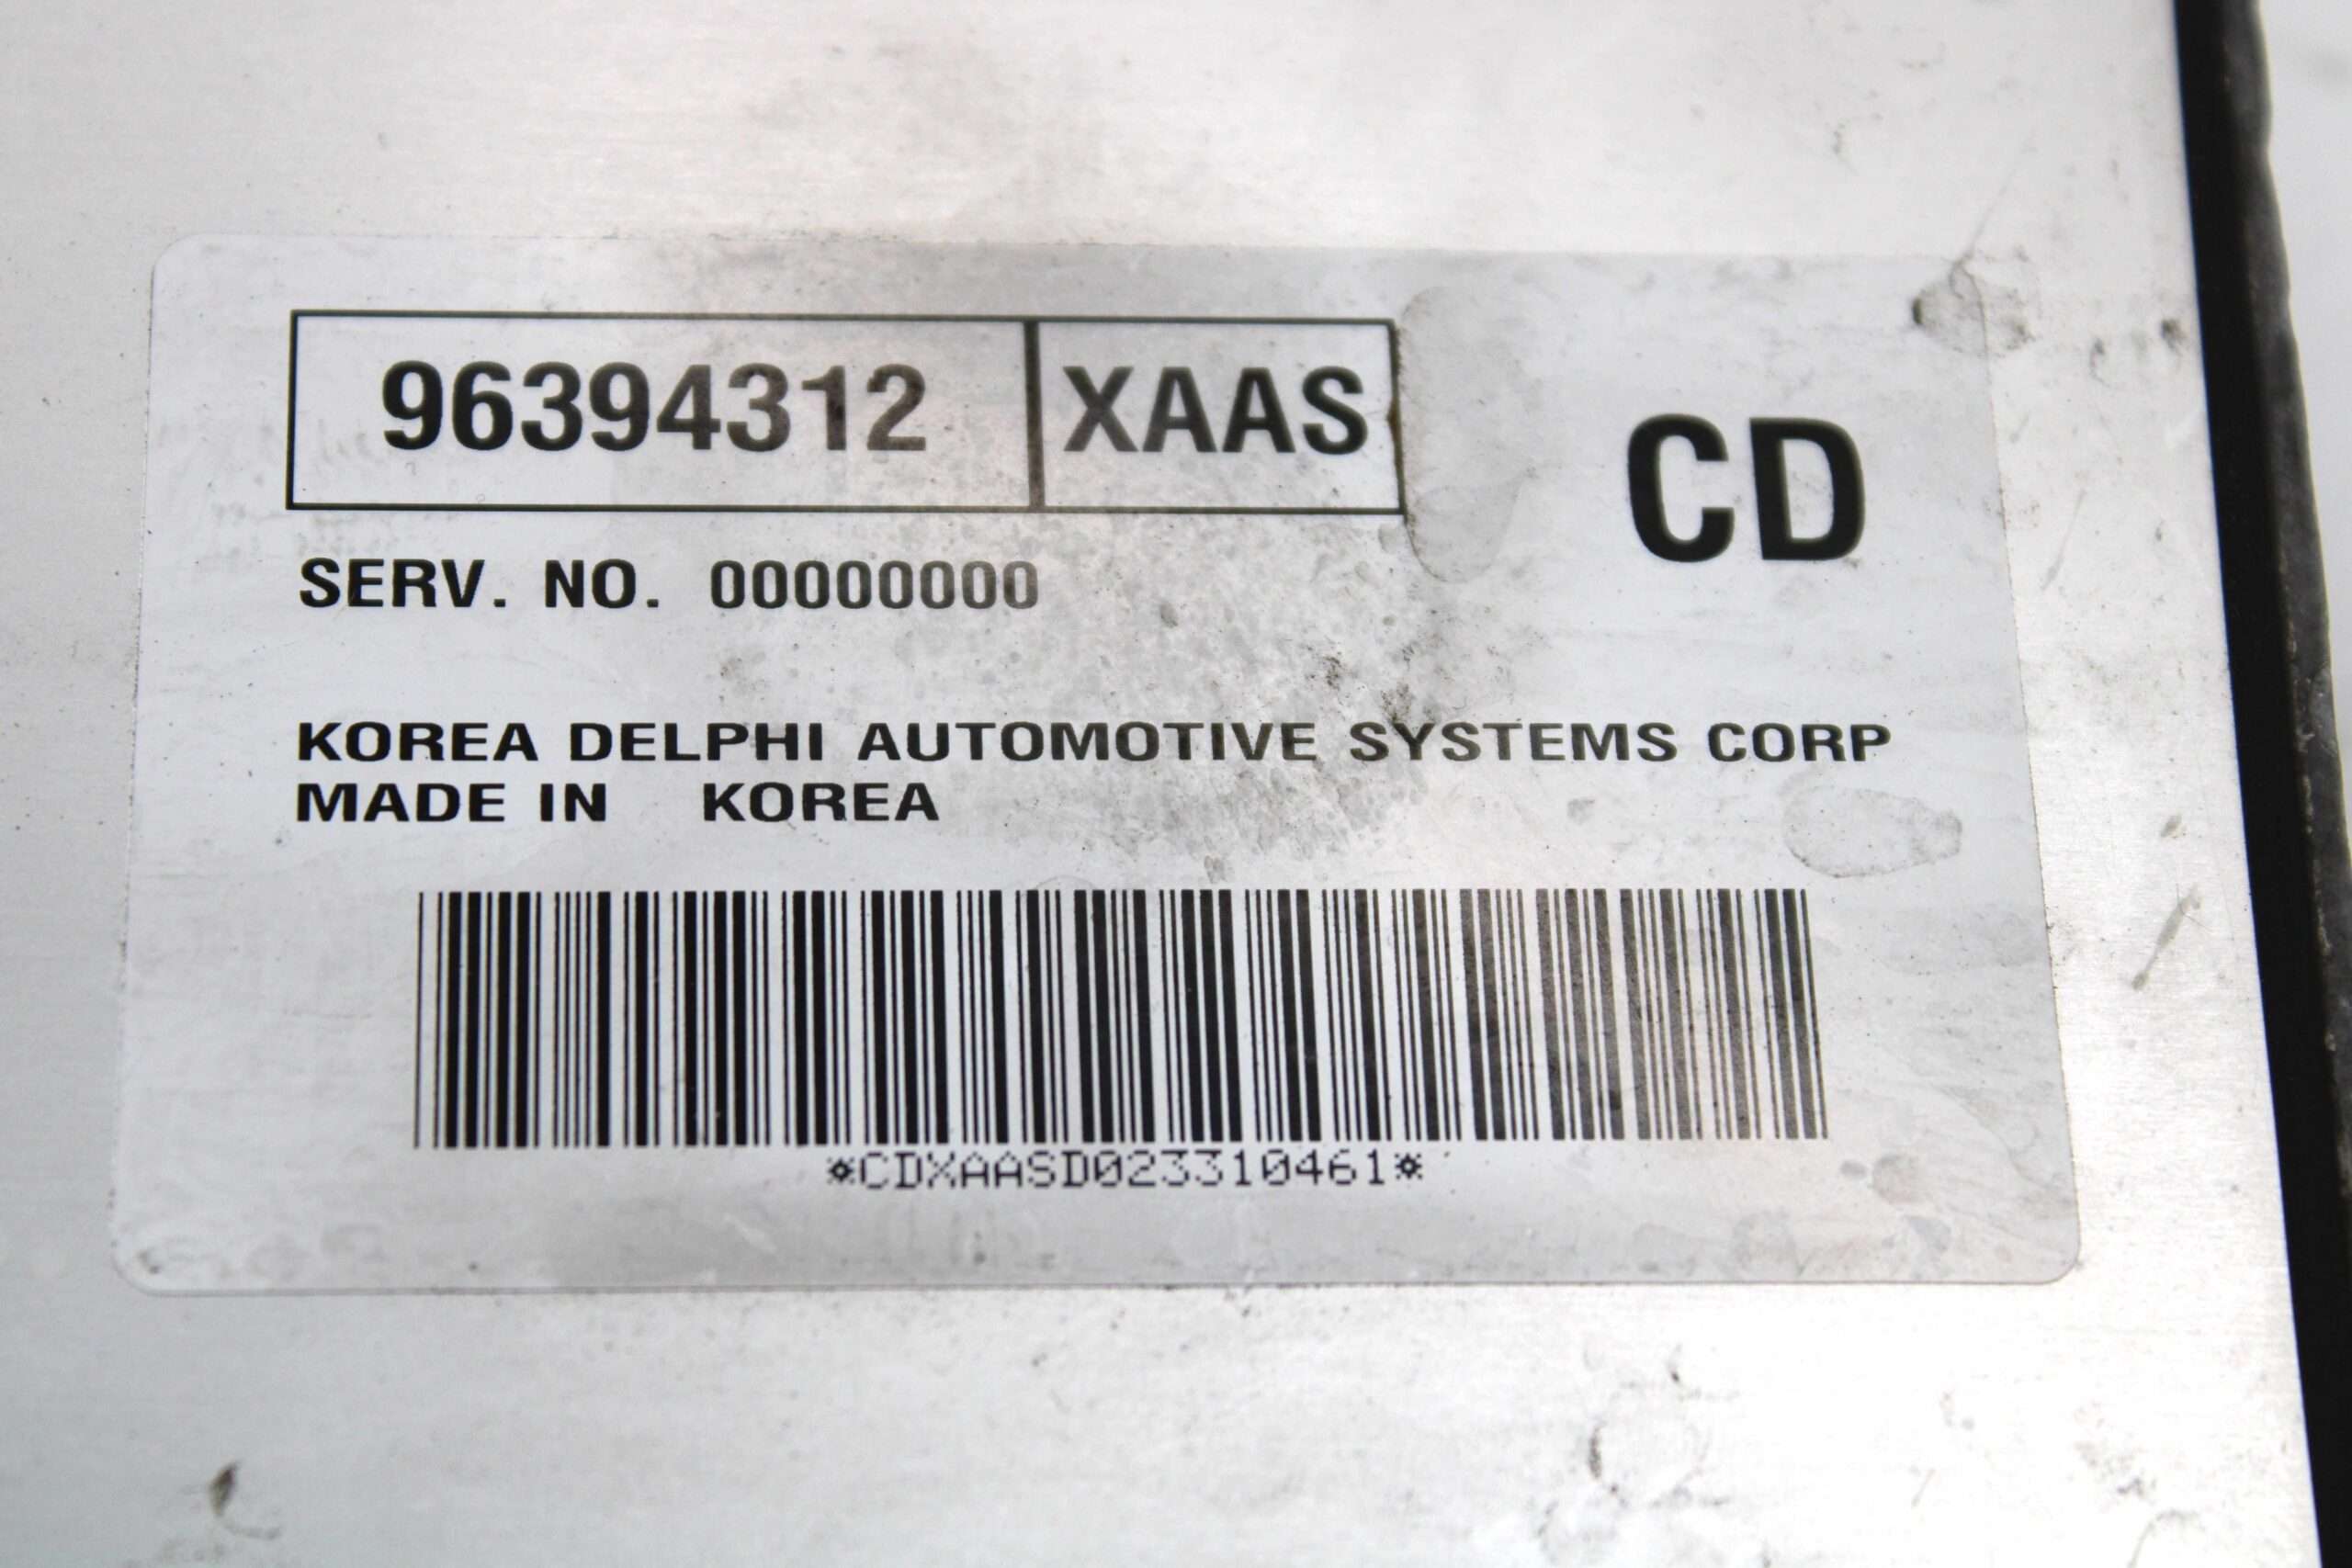 96394312 XAAS
CD
SERV. NO. 00000000
KOREA DELPHI AUTOMOTIVE SYSTEMS CORP
MADE IN KOREA
*CDXAASD023310461*